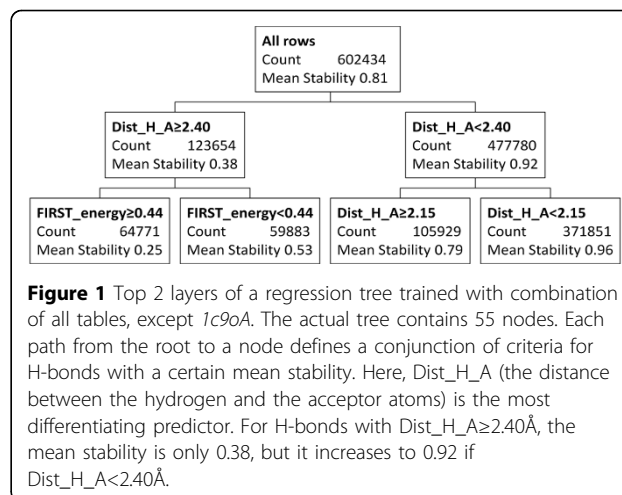 All rows
Count 602434
Mean Stability 0.81
Dist_H_A≥2.40
Count 123654
Mean Stability 0.38
Dist_H_A<2.40
Count 477780
Mean Stability 0.92
FIRST_energy≥0.44
Count 64771
Mean Stability 0.25
FIRST_energy<0.44
Count 59883
Mean Stability 0.53
Dist_H_A≥2.15
Count 105929
Mean Stability 0.79
Dist_H_A<2.15
Count 371851
Mean Stability 0.96
Figure 1 Top 2 layers of a regression tree trained with combination
of all tables, except 1c9oA. The actual tree contains 55 nodes. Each
path from the root to a node defines a conjunction of criteria for
H-bonds with a certain mean stability. Here, Dist_H_A (the distance
between the hydrogen and the acceptor atoms) is the most
differentiating predictor. For H-bonds with Dist_H_A≥2.40Å, the
mean stability is only 0.38, but it increases to 0.92 if
Dist_H_A<2.40Å.